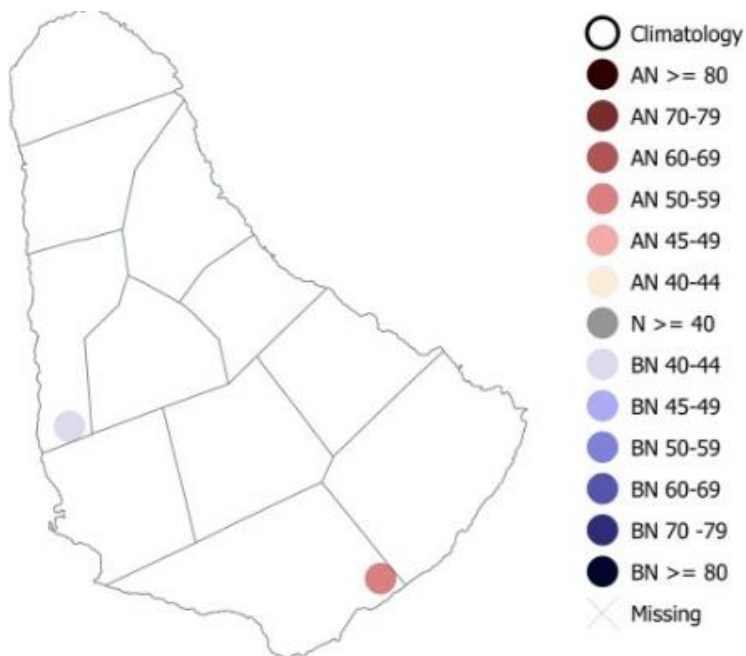 Climatology
AN >= 80
AN 70-79
AN 60-69
AN 50-59
AN 45-49
AN 40-44
N >= 40
BN 40-44
BN 45-49
BN 50-59
BN 60-69
BN 70 -79
BN >= 80
Missing